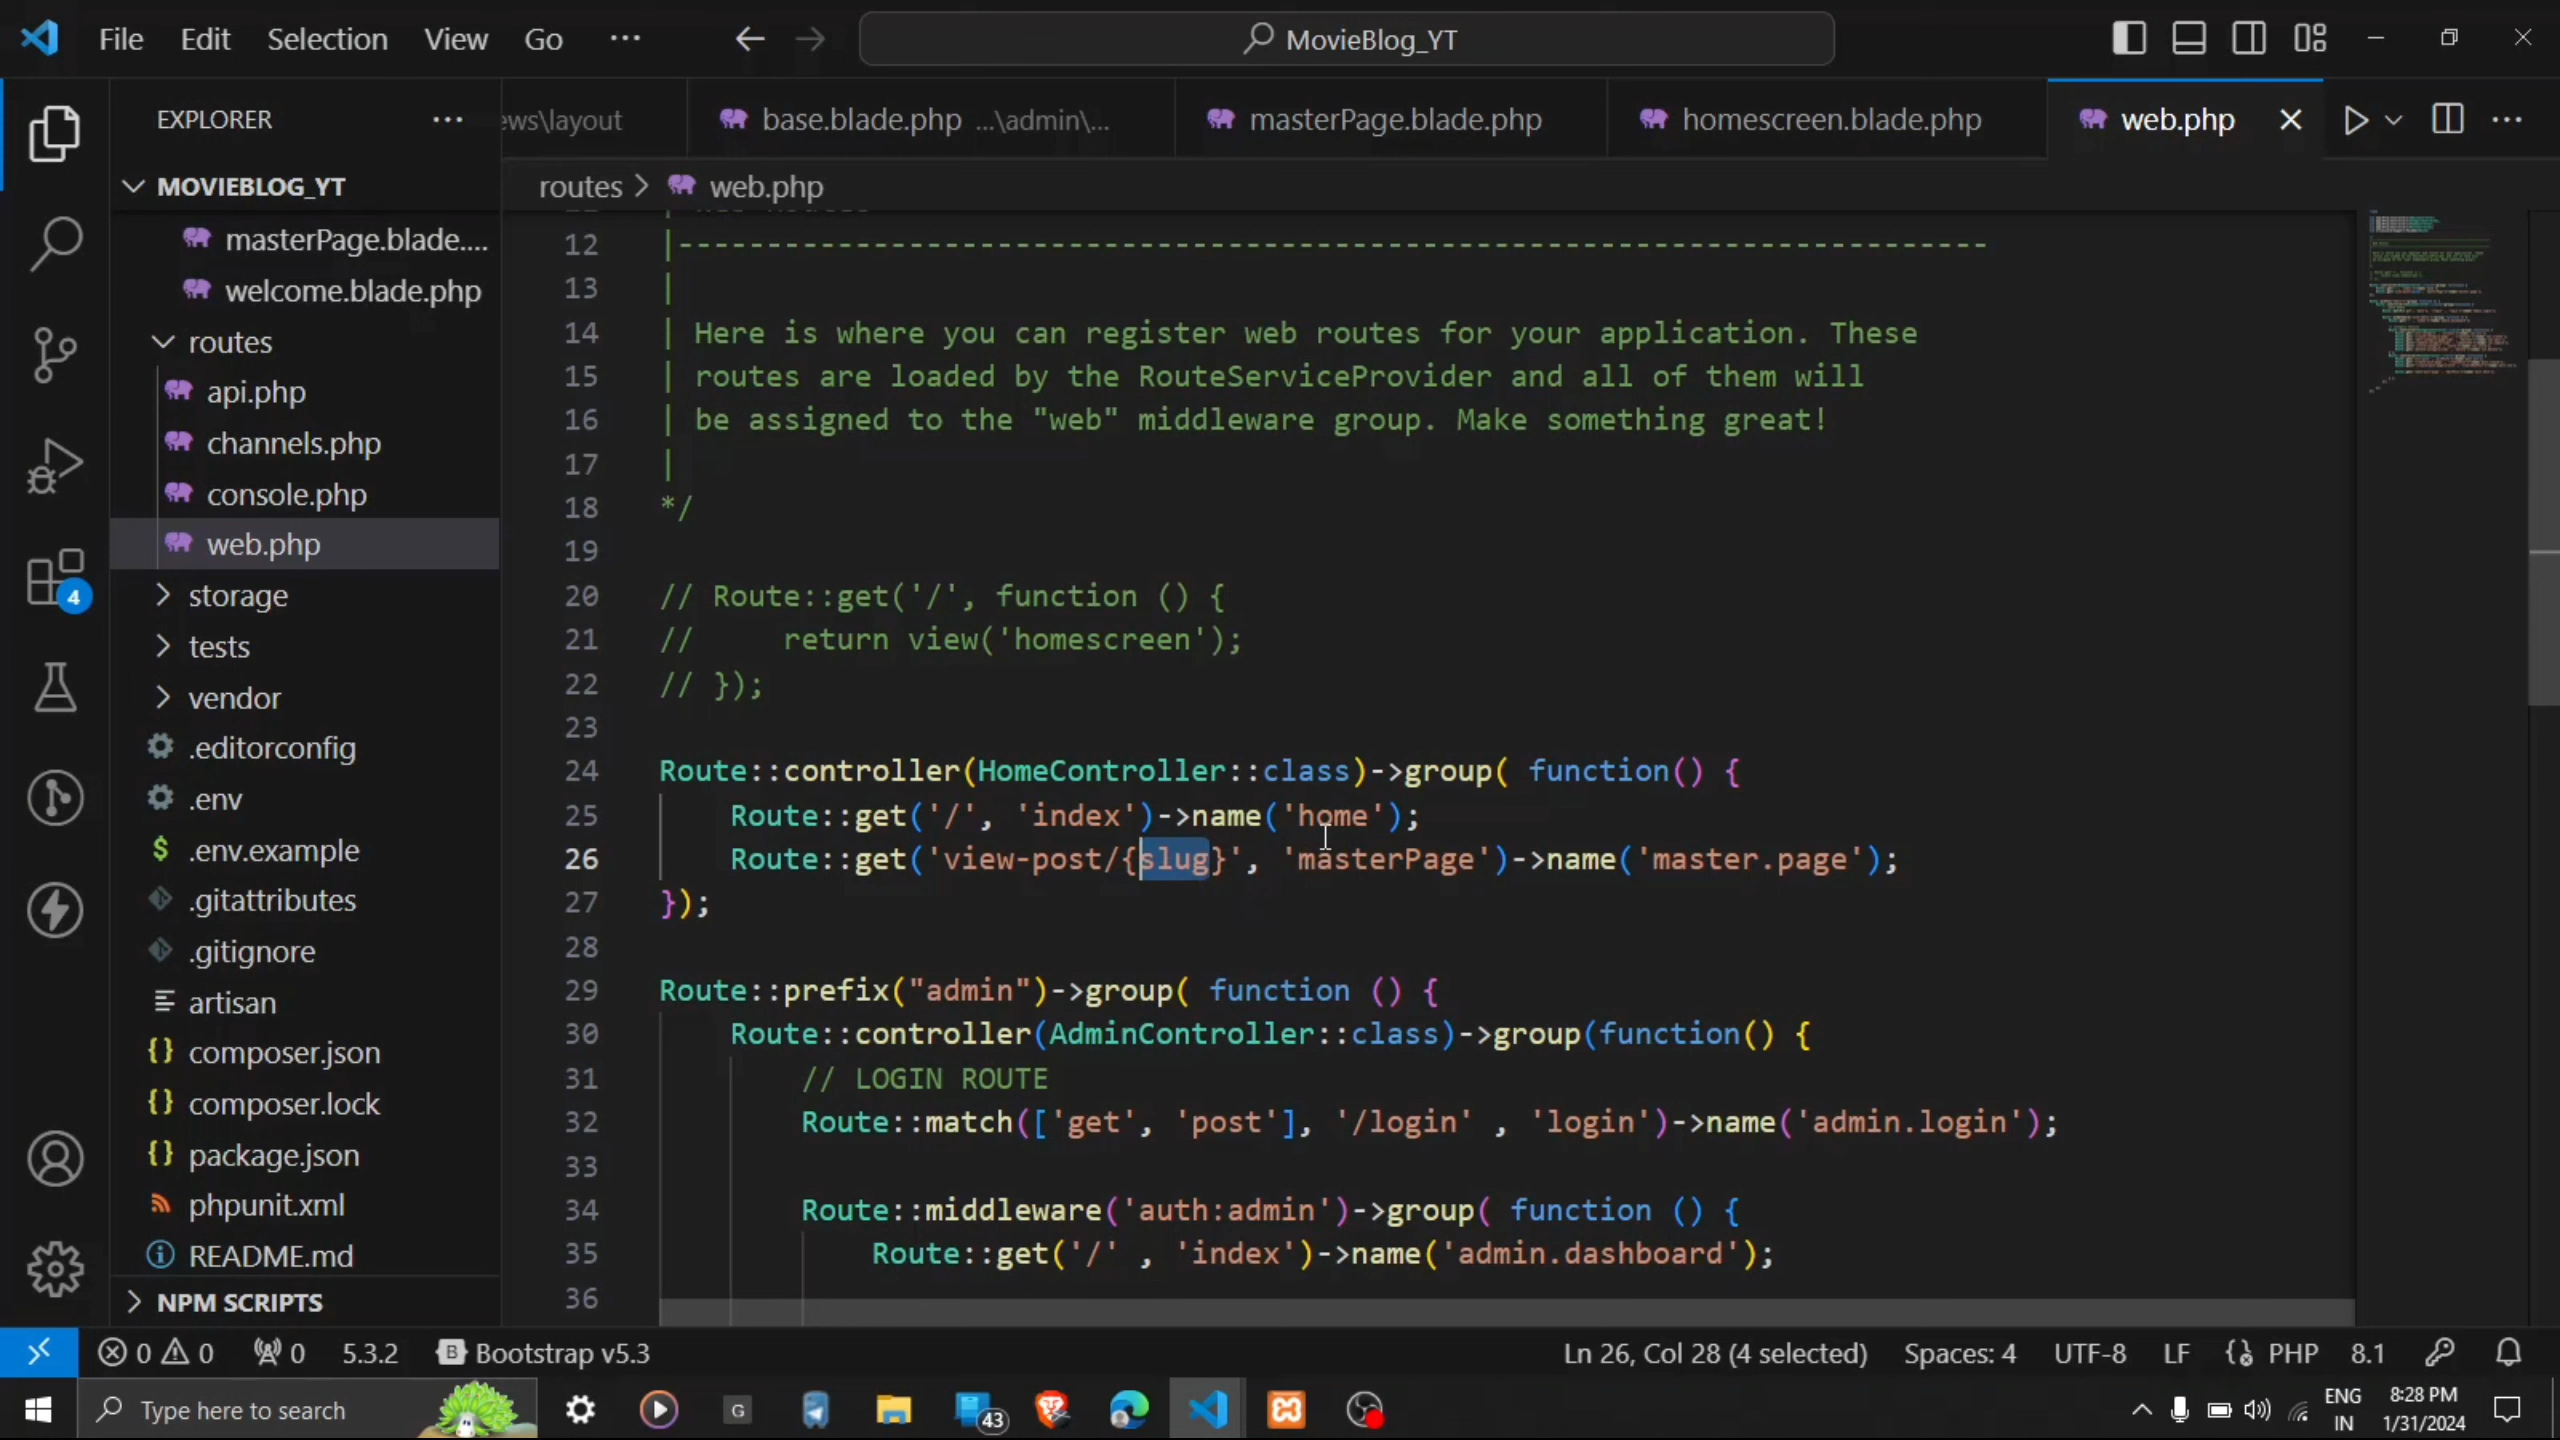 File Edit Selection View Go ···
MovieBlog_YT
EXPLORER ···
ews\layout
base.blade.php ...\admin\...
masterPage.blade.php
homescreen.blade.php
web.php
MOVIEBLOG_YT
routes > web.php
masterPage.blade....
welcome.blade.php
routes
api.php
channels.php
console.php
web.php
storage
tests
vendor
.editorconfig
.env
.env.example
.gitattributes
.gitignore
artisan
composer.json
composer.lock
package.json
phpunit.xml
README.md
NPM SCRIPTS
4
12 |--------------------------------------------------------------------------
13 |
14 | Here is where you can register web routes for your application. These
15 | routes are loaded by the RouteServiceProvider and all of them will
16 | be assigned to the "web" middleware group. Make something great!
17 |
18 */
19
20 // Route::get('/', function () {
21 //     return view('homescreen');
22 // });
23
24 Route::controller(HomeController::class)->group( function() {
25     Route::get('/', 'index')->name('home');
26     Route::get('view-post/{slug}', 'masterPage')->name('master.page');
27 });
28
29 Route::prefix("admin")->group( function () {
30     Route::controller(AdminController::class)->group(function() {
31         // LOGIN ROUTE
32         Route::match(['get', 'post'], '/login' , 'login')->name('admin.login');
33
34         Route::middleware('auth:admin')->group( function () {
35             Route::get('/' , 'index')->name('admin.dashboard');
36
0 0 0 5.3.2 Bootstrap v5.3 Ln 26, Col 28 (4 selected) Spaces: 4 UTF-8 LF PHP 8.1
Type here to search
G
43
ENG
IN
8:28 PM
1/31/2024